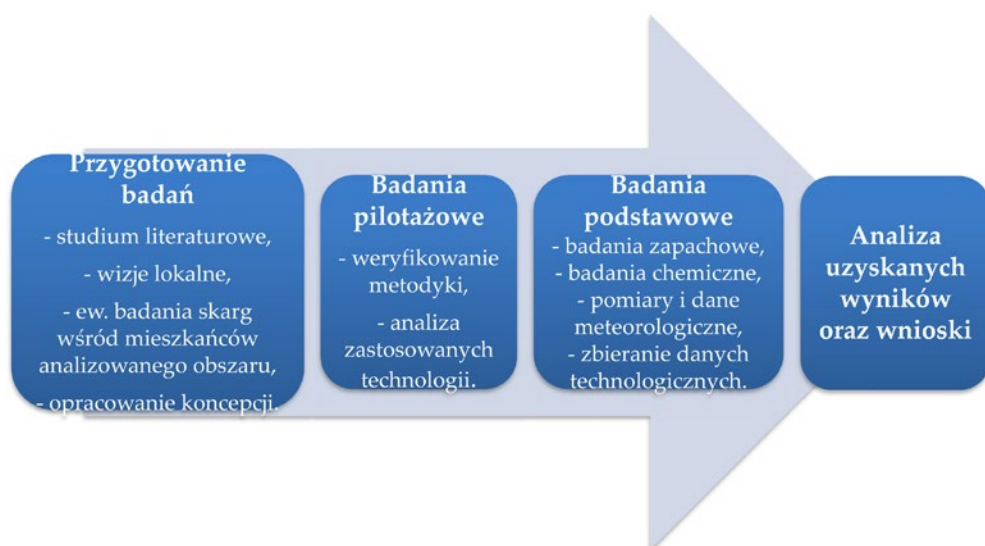 Przygotowanie
badań
- studium literaturowe,
- wizje lokalne,
- ew. badania skarg
wśród mieszkańców
analizowanego obszaru,
- opracowanie koncepcji.
Badania
pilotażowe
- weryfikowanie
metodyki,
- analiza
zastosowanych
technologii.
Badania
podstawowe
- badania zapachowe,
- badania chemiczne,
- pomiary i dane
meteorologiczne,
- zbieranie danych
technologicznych.
Analiza
uzyskanych
wyników
oraz wnioski